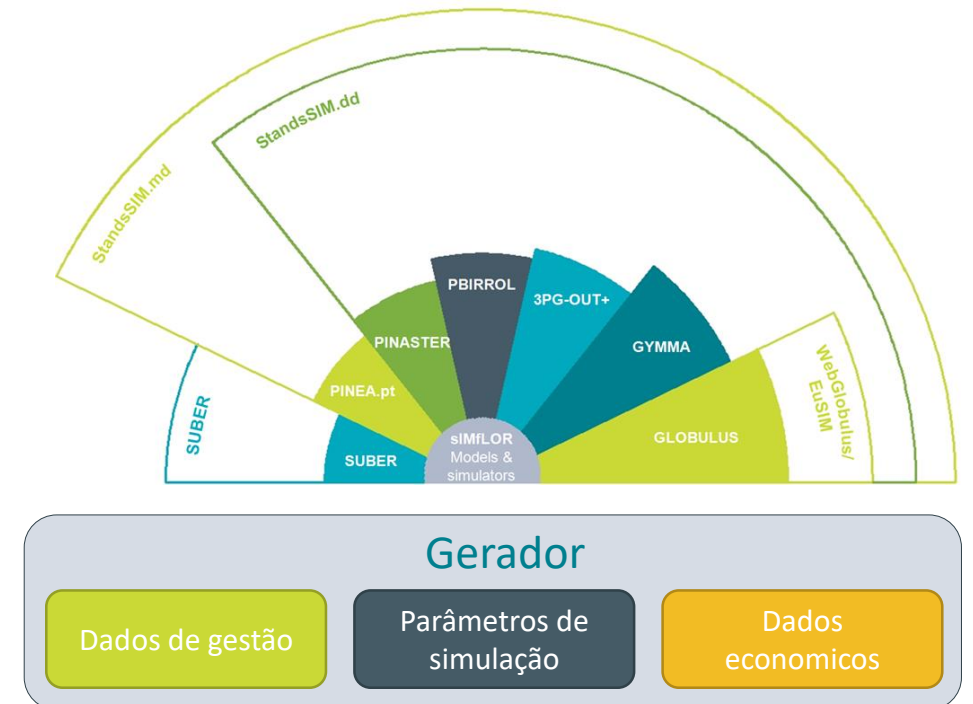 StandsSIM.md
StandsSIM.dd
SUBER
SUBER
PINEA.pt
PINASTER
PBIRROL
3PG-OUT+
GYMMA
GLOBULUS
WebGlobulus/
EuSIM
sIMfLOR
Models &
simulators
Gerador
Dados de gestão
Parâmetros de
simulação
Dados
economicos